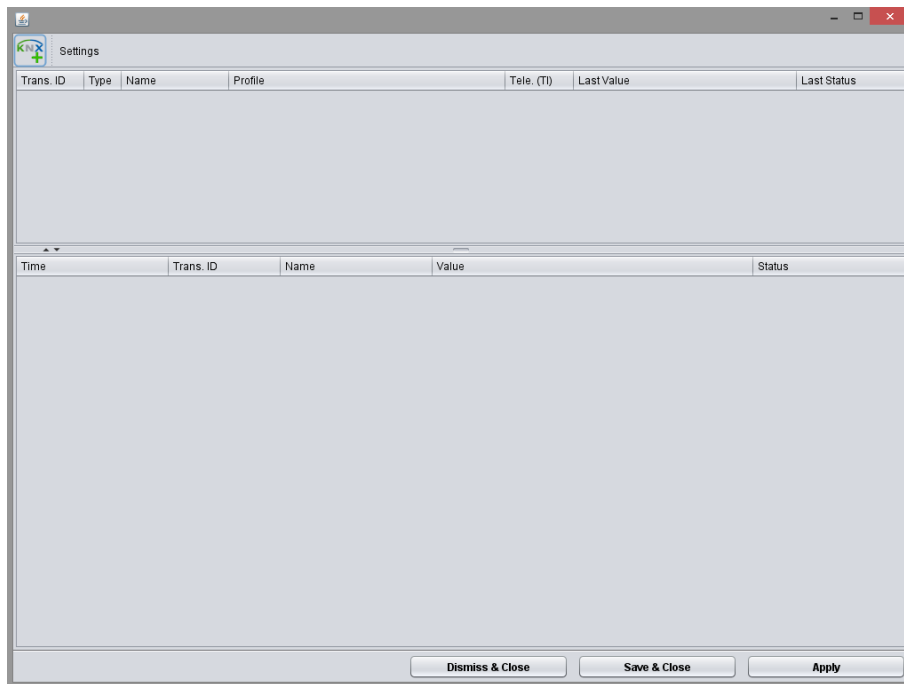 KNX Settings
Trans. ID Type Name Profile Tele. (TI) Last Value Last Status
Time Trans. ID Name Value Status
Dismiss & Close Save & Close Apply